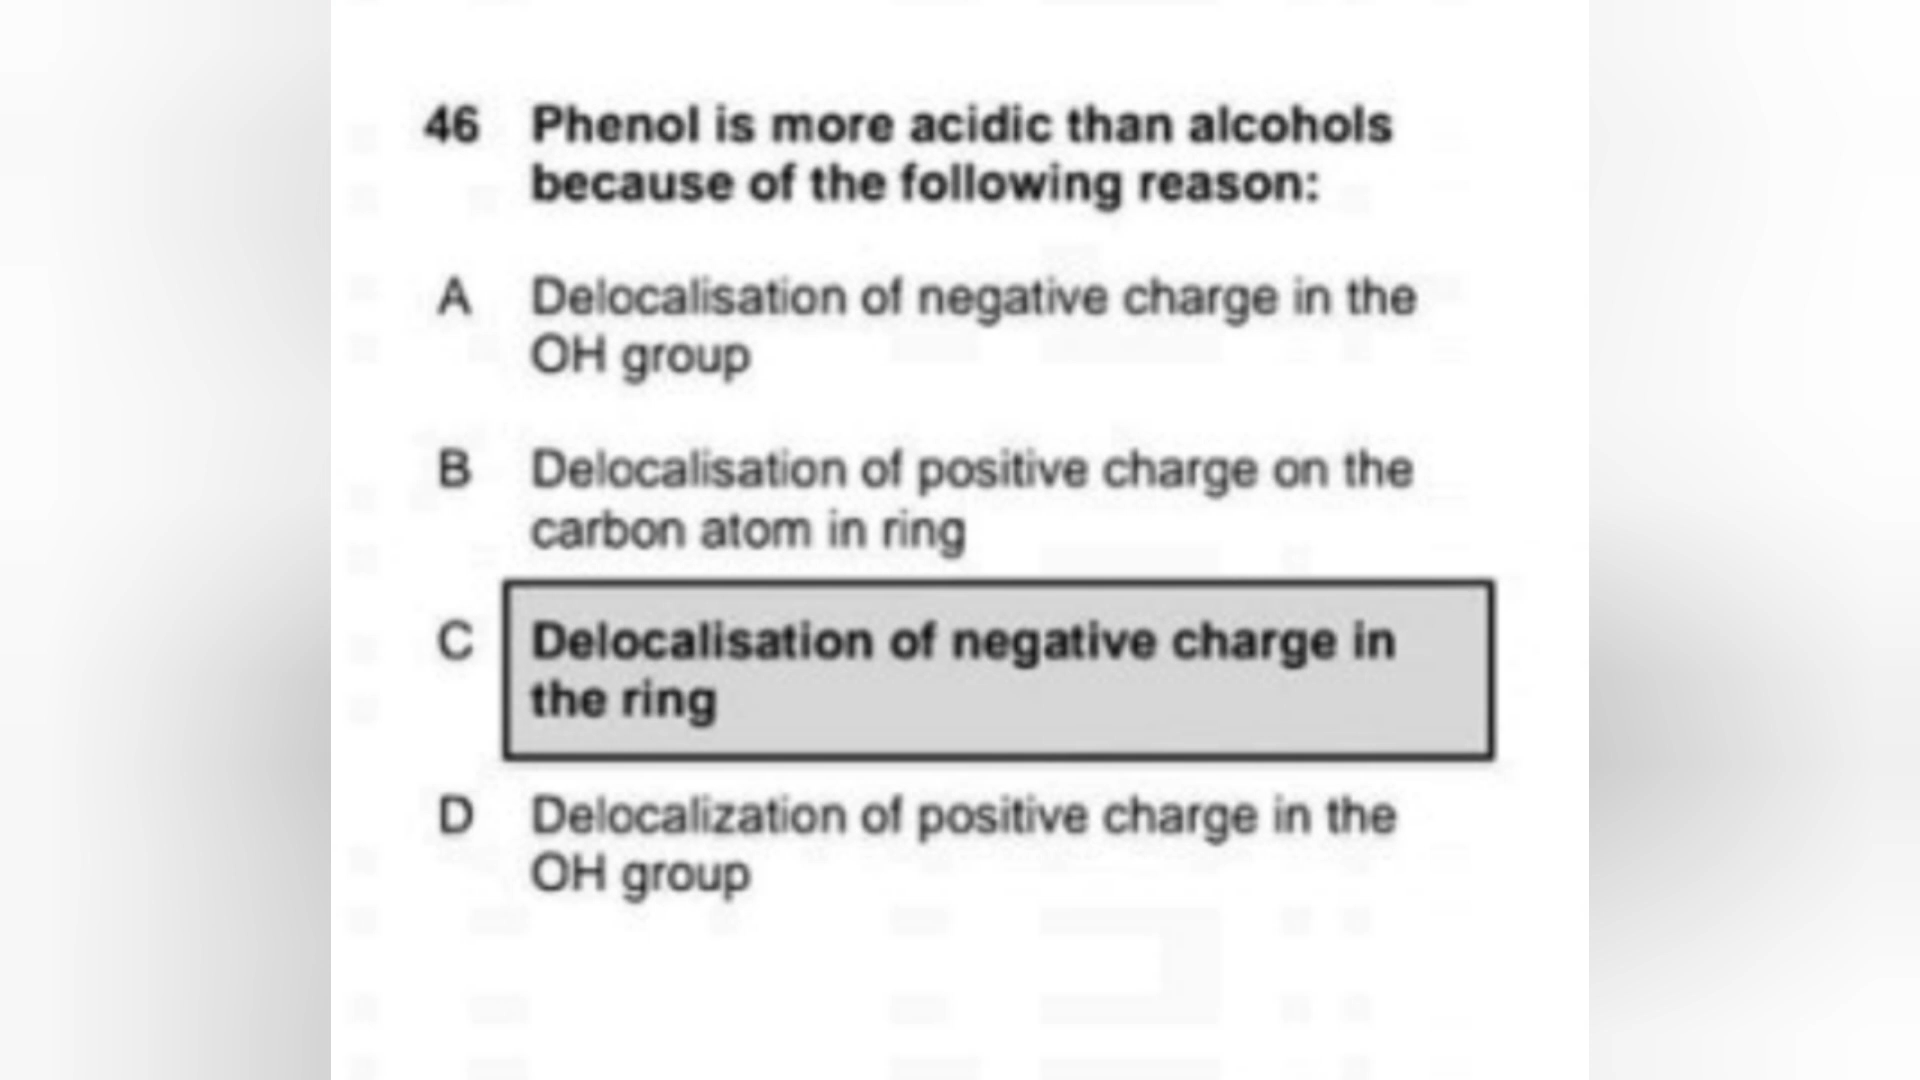 46 Phenol is more acidic than alcohols
because of the following reason:
A Delocalisation of negative charge in the
OH group
B Delocalisation of positive charge on the
carbon atom in ring
C Delocalisation of negative charge in
the ring
D Delocalization of positive charge in the
OH group